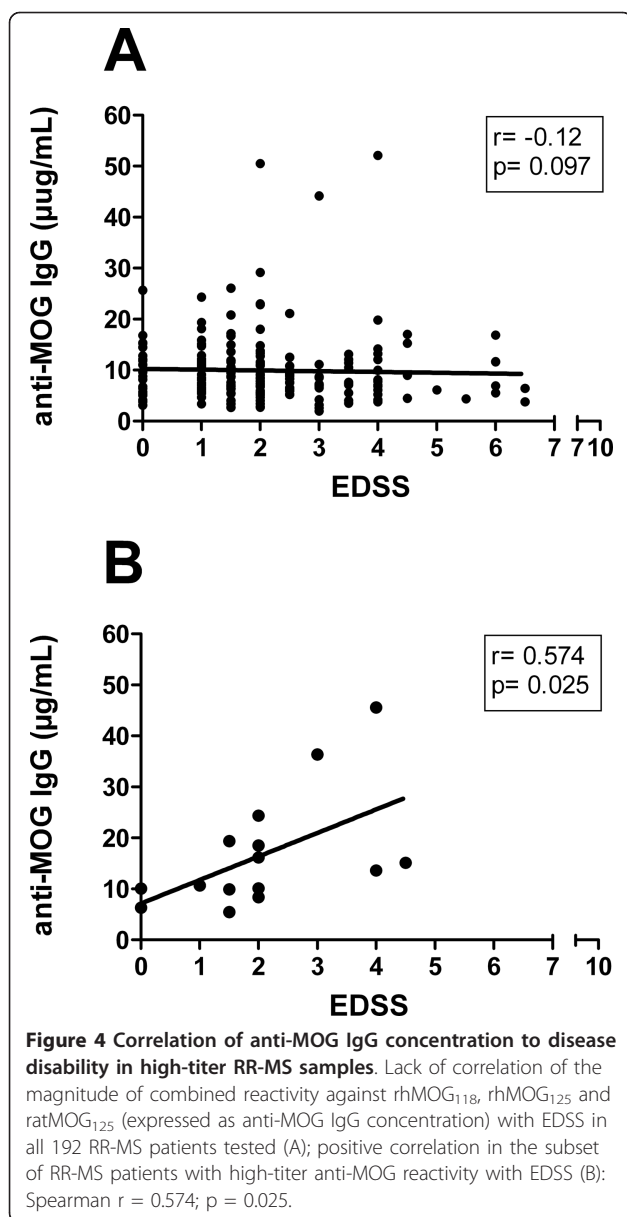 A
anti-MOG IgG (µug/mL)
60
50
40
30
20
10
0
r= -0.12
p= 0.097
0 1 2 3 4 5 6 7 710
EDSS
B
anti-MOG IgG (µg/mL)
60
50
40
30
20
10
0
r= 0.574
p= 0.025
0 1 2 3 4 5 6 7 10
EDSS
Figure 4 Correlation of anti-MOG IgG concentration to disease
disability in high-titer RR-MS samples. Lack of correlation of the
magnitude of combined reactivity against rhMOG₁₁₈, rhMOG₁₂₅ and
ratMOG₁₂₅ (expressed as anti-MOG IgG concentration) with EDSS in
all 192 RR-MS patients tested (A); positive correlation in the subset
of RR-MS patients with high-titer anti-MOG reactivity with EDSS (B):
Spearman r = 0.574; p = 0.025.